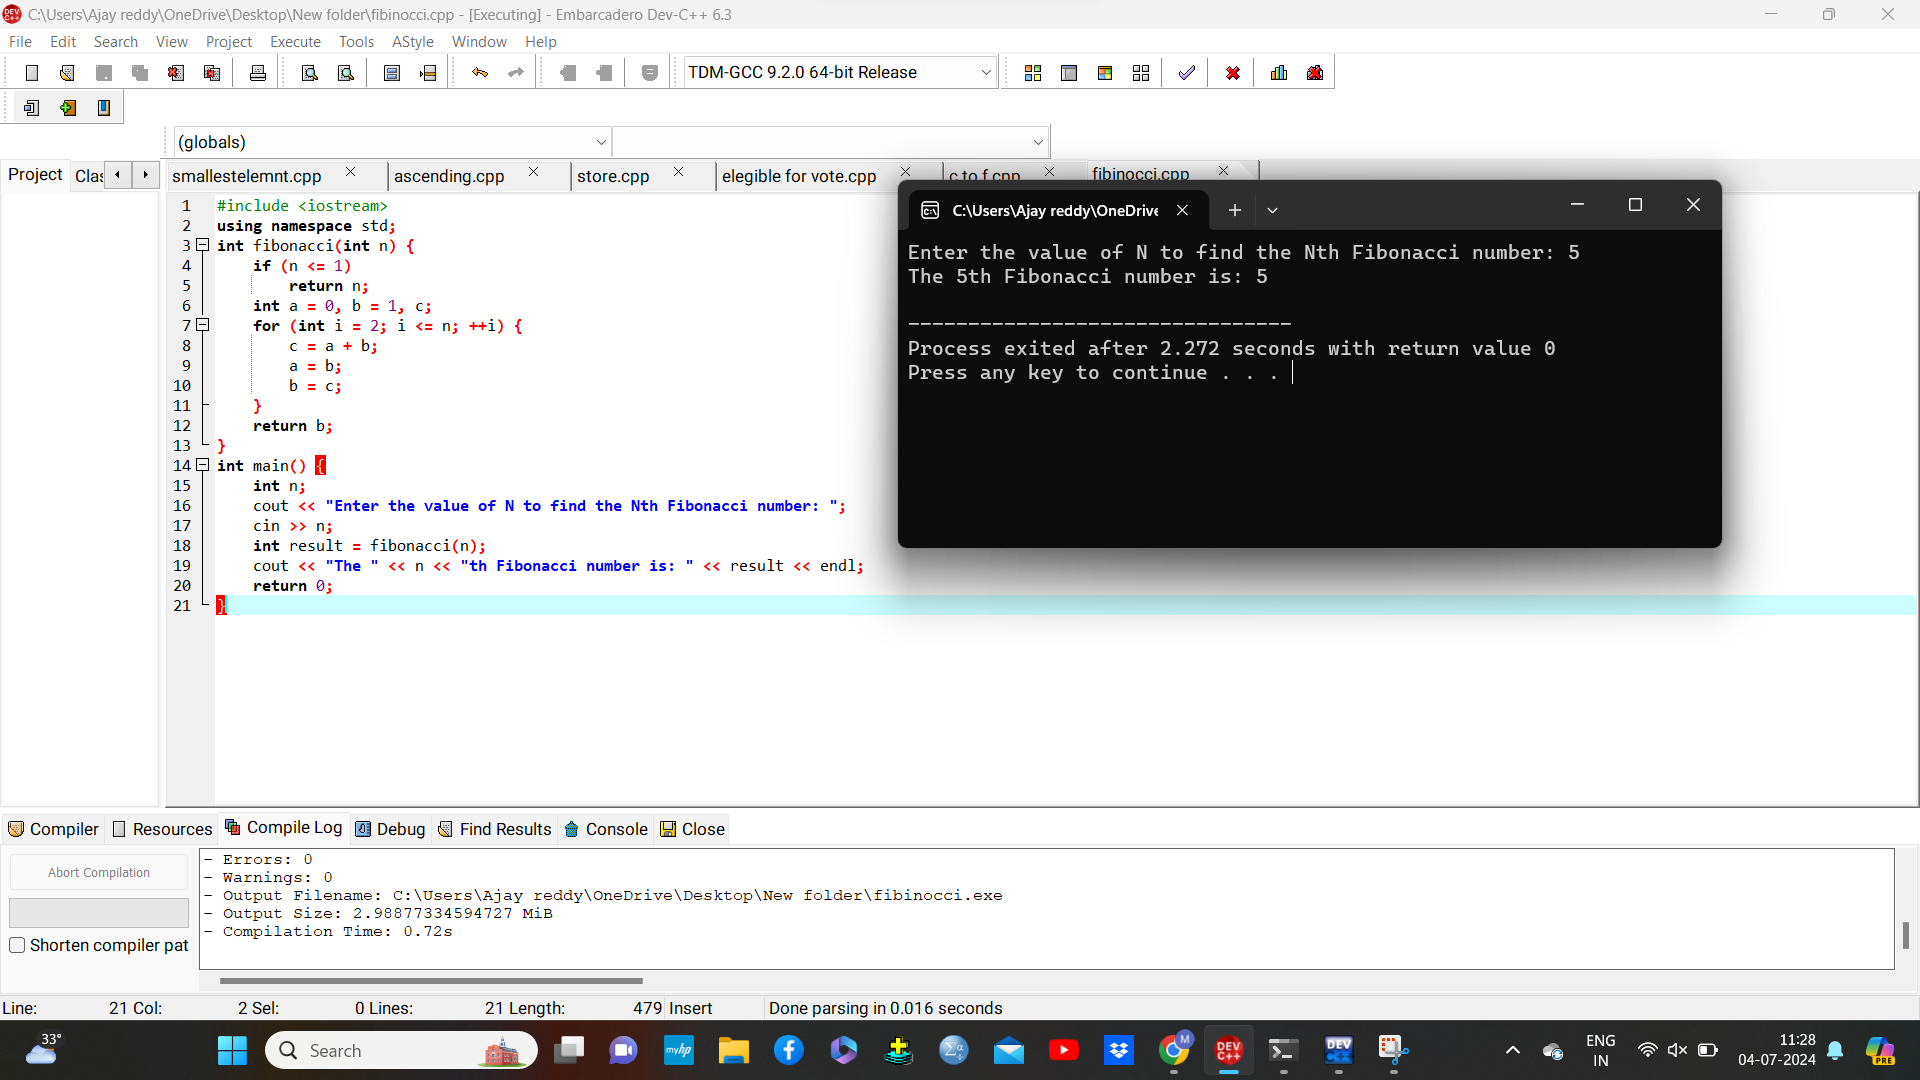 C:\Users\Ajay reddy\OneDrive\Desktop\New folder\fibinocci.cpp - [Executing] - Embarcadero Dev-C++ 6.3
File Edit Search View Project Execute Tools AStyle Window Help
TDM-GCC 9.2.0 64-bit Release
(globals)
Project Clas smallestelemnt.cpp ascending.cpp store.cpp elegible for vote.cpp c to f.cpp fibinocci.cpp
1 #include <iostream>
2 using namespace std;
3 int fibonacci(int n) {
4 if (n <= 1)
5 return n;
6 int a = 0, b = 1, c;
7 for (int i = 2; i <= n; ++i) {
8 c = a + b;
9 a = b;
10 b = c;
11 }
12 return b;
13 }
14 int main() {
15 int n;
16 cout << "Enter the value of N to find the Nth Fibonacci number: ";
17 cin >> n;
18 int result = fibonacci(n);
19 cout << "The " << n << "th Fibonacci number is: " << result << endl;
20 return 0;
21 }
C:\Users\Ajay reddy\OneDrive
Enter the value of N to find the Nth Fibonacci number: 5
The 5th Fibonacci number is: 5
--------------------------------
Process exited after 2.272 seconds with return value 0
Press any key to continue . . .
Compiler Resources Compile Log Debug Find Results Console Close
Abort Compilation
Shorten compiler pat
- Errors: 0
- Warnings: 0
- Output Filename: C:\Users\Ajay reddy\OneDrive\Desktop\New folder\fibinocci.exe
- Output Size: 2.98877334594727 MiB
- Compilation Time: 0.72s
Line: 21 Col: 2 Sel: 0 Lines: 21 Length: 479 Insert Done parsing in 0.016 seconds
33°
Search
myhp
M
DEV C++
DEV C++
ENG
IN
11:28
04-07-2024
PRE